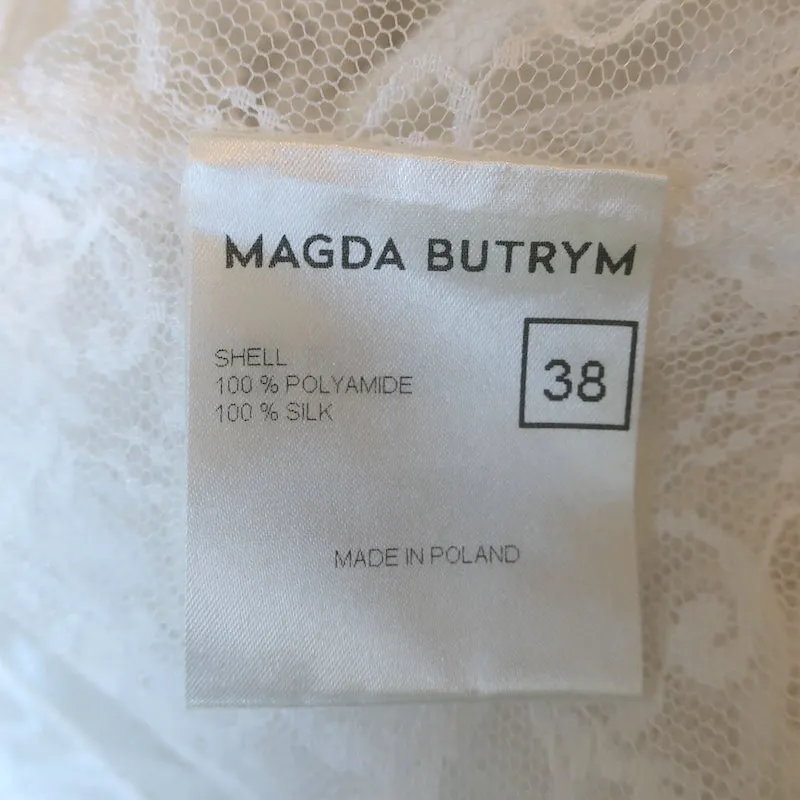 MAGDA BUTRYM
SHELL
100 % POLYAMIDE
100 % SILK
38
MADE IN POLAND